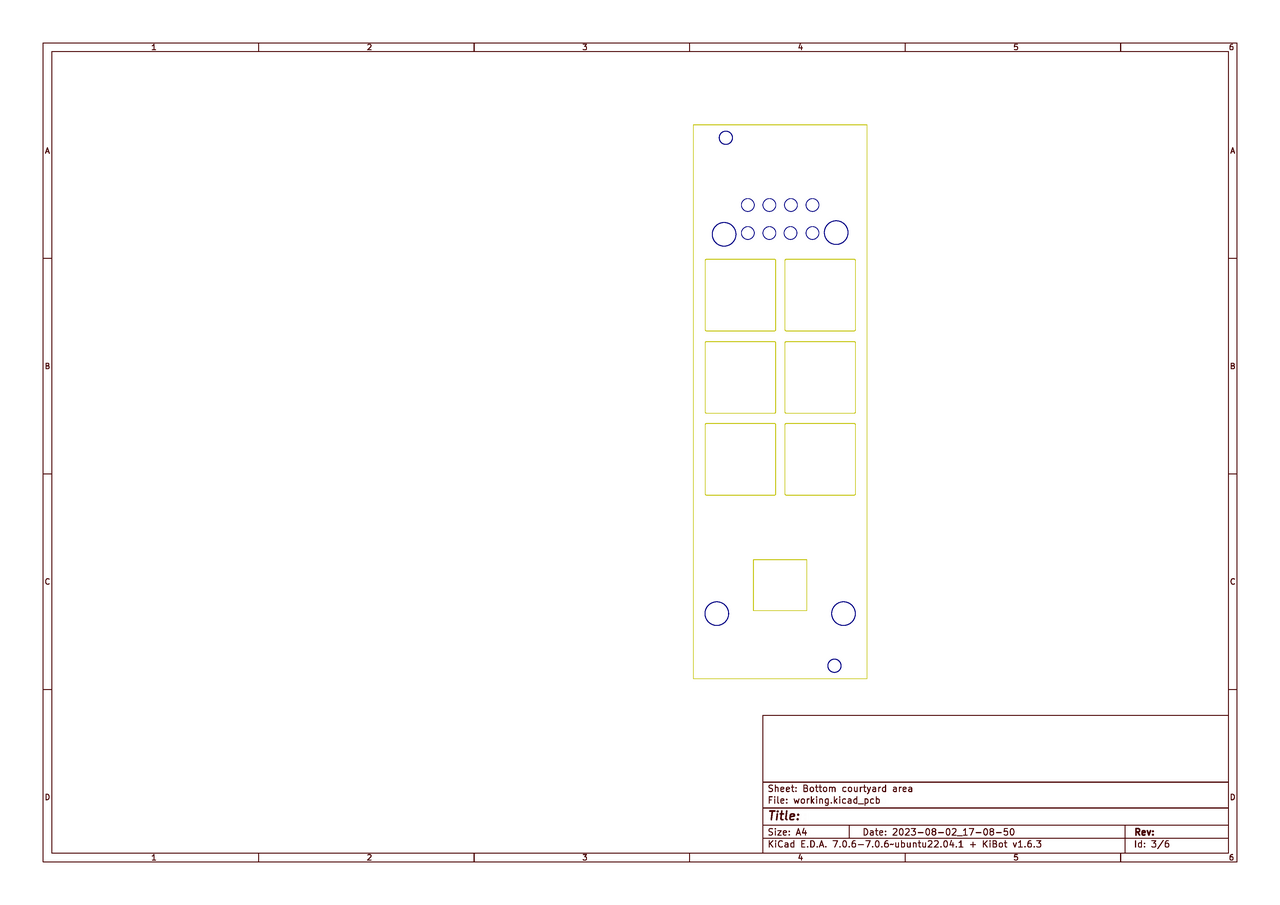 1 2 3 4 5 6
A A
B B
C C
D D
Sheet: Bottom courtyard area
File: working.kicad_pcb
Title:
Size: A4 Date: 2023-08-02_17-08-50 Rev:
KiCad E.D.A. 7.0.6-7.0.6~ubuntu22.04.1 + KiBot v1.6.3 Id: 3/6
1 2 3 4 5 6